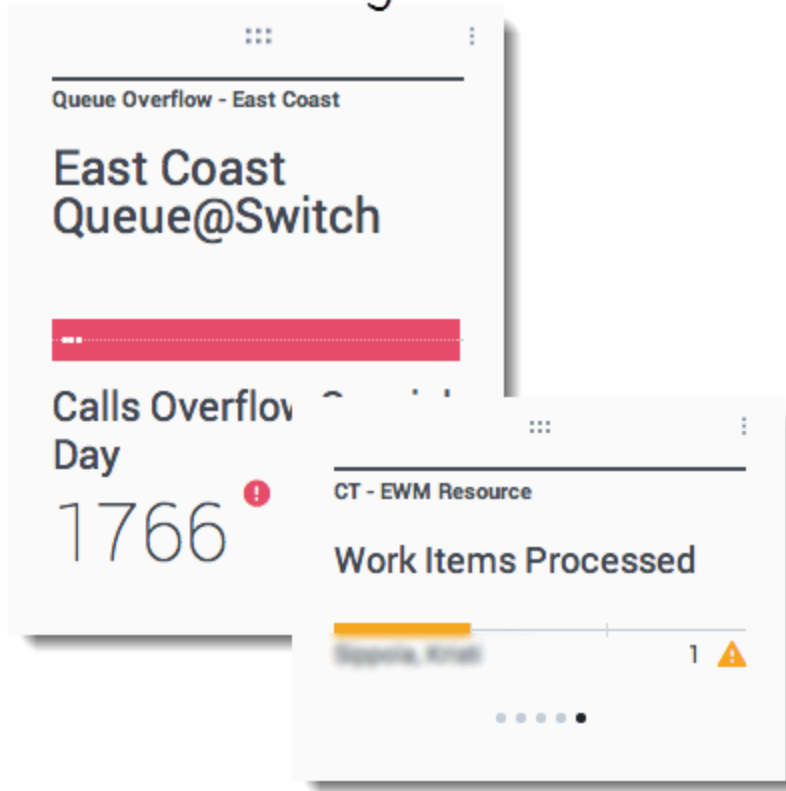 Queue Overflow - East Coast
East Coast
Queue@Switch
Calls Overflow
Day
1766
CT - EWM Resource
Work Items Processed
1